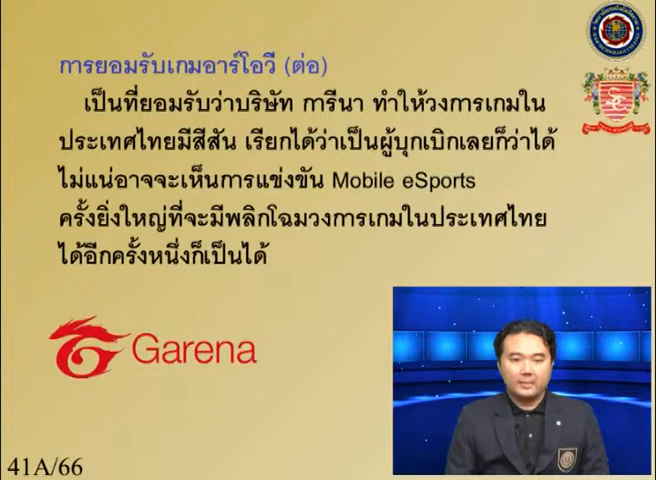 การยอมรับเกมอาร์โอวี (ต่อ)
เป็นที่ยอมรับว่าบริษัท การีนา ทำให้วงการเกมใน
ประเทศไทยมีสีสัน เรียกได้ว่าเป็นผู้บุกเบิกเลยก็ว่าได้
ไม่แน่อาจจะเห็นการแข่งขัน Mobile eSports
ครั้งยิ่งใหญ่ที่จะมีพลิกโฉมวงการเกมในประเทศไทย
ได้อีกครั้งหนึ่งก็เป็นได้
Garena
41A/66